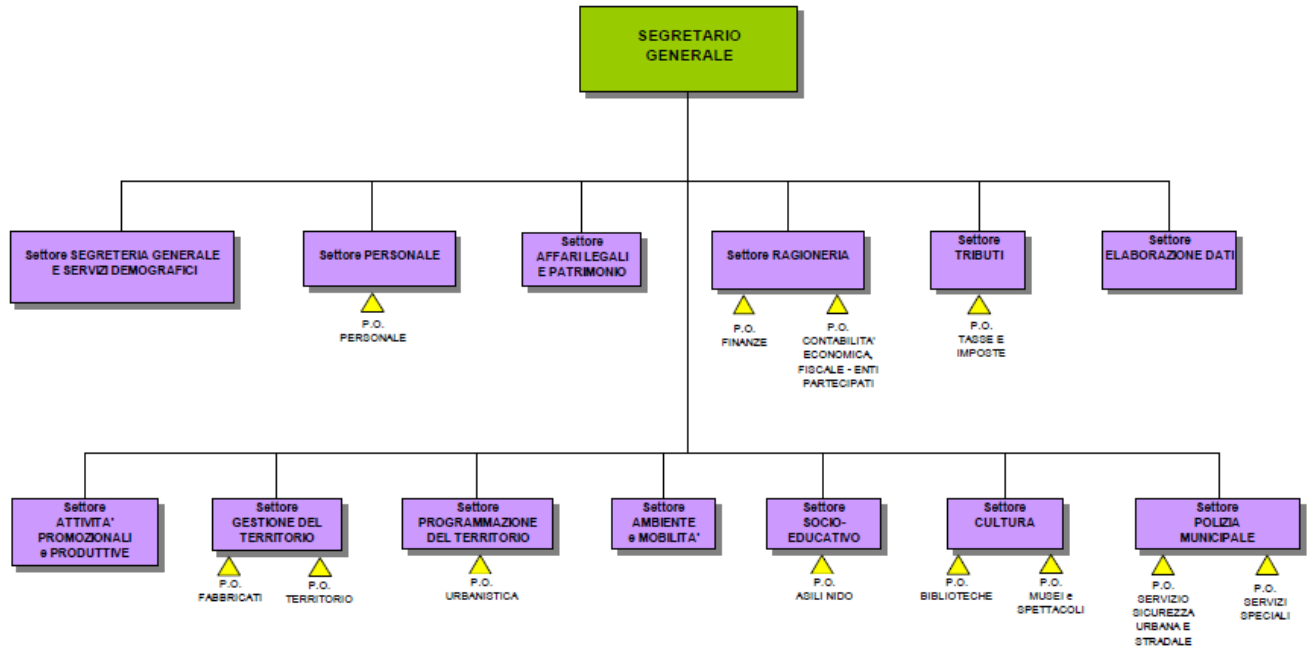 SEGRETARIO
GENERALE
Settore SEGRETERIA GENERALE
E SERVIZI DEMOGRAFICI
Settore PERSONALE
Settore
AFFARI LEGALI
E PATRIMONIO
Settore RAGIONERIA
Settore
TRIBUTI
Settore
ELABORAZIONE DATI
P.O.
PERSONALE
P.O.
FINANZE
P.O.
CONTABILITA'
ECONOMICA,
FISCALE - ENTI
PARTECIPATI
P.O.
TASSE E
IMPOSTE
Settore
ATTIVITA'
PROMOZIONALI
e PRODUTTIVE
Settore
GESTIONE DEL
TERRITORIO
Settore
PROGRAMMAZIONE
DEL TERRITORIO
Settore
AMBIENTE
e MOBILITA'
Settore
SOCIO-
EDUCATIVO
Settore
CULTURA
Settore
POLIZIA
MUNICIPALE
P.O.
FABBRICATI
P.O.
TERRITORIO
P.O.
URBANISTICA
P.O.
ASILI NIDO
P.O.
BIBLIOTECHE
P.O.
MUSEI e
SPETTACOLI
P.O.
SERVIZIO
SICUREZZA
URBANA E
STRADALE
P.O.
SERVIZI
SPECIALI